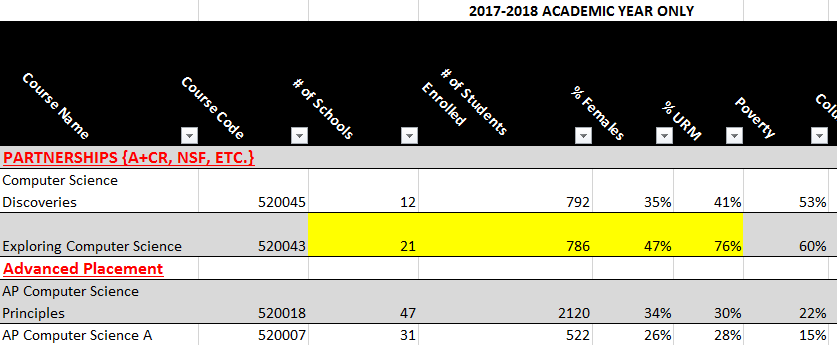 2017-2018 ACADEMIC YEAR ONLY
Course Name
Course Code
# of Schools
# of Students
Enrolled
% Females
% URM
Poverty
PARTNERSHIPS {A+CR, NSF, ETC.}
Computer Science
Discoveries 520045 12 792 35% 41% 53%
Exploring Computer Science 520043 21 786 47% 76% 60%
Advanced Placement
AP Computer Science
Principles 520018 47 2120 34% 30% 22%
AP Computer Science A 520007 31 522 26% 28% 15%